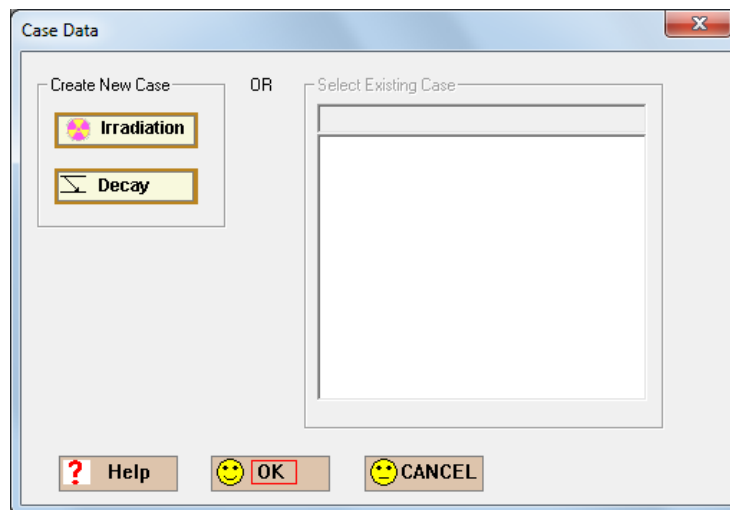 Case Data
Create New Case
OR
Select Existing Case
Irradiation
Decay
? Help
OK
CANCEL